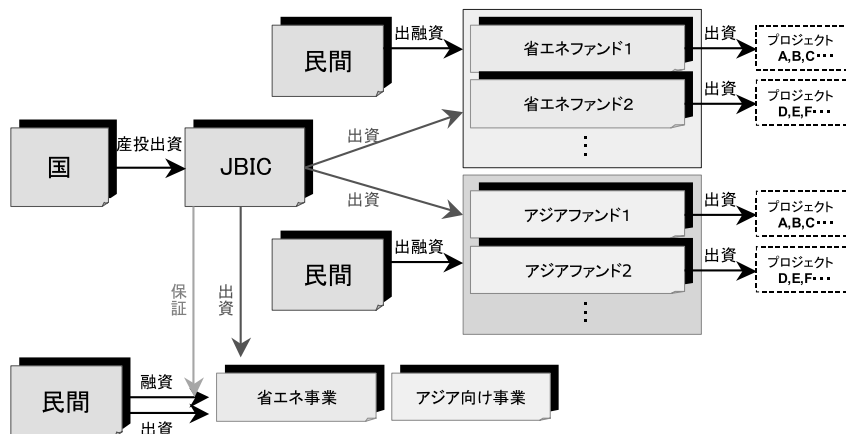 民間
出融資
省エネファンド1
出資
プロジェクト
A,B,C・・・
省エネファンド2
出資
プロジェクト
D,E,F・・・
⋮
国
産投出資
JBIC
出資
出資
アジアファンド1
出資
プロジェクト
A,B,C・・・
民間
出融資
アジアファンド2
出資
プロジェクト
D,E,F・・・
⋮
保証
出資
民間
融資
出資
省エネ事業
アジア向け事業